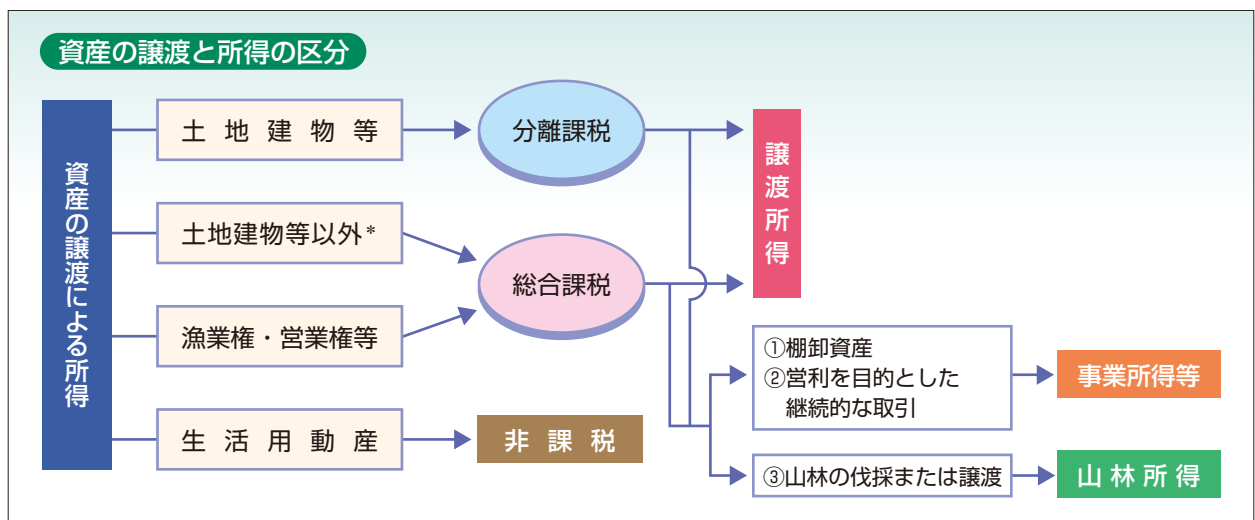 資産の譲渡と所得の区分
資産の譲渡による所得
土地建物等
分離課税
譲渡所得
土地建物等以外*
総合課税
漁業権・営業権等
①棚卸資産
②営利を目的とした
継続的な取引
事業所得等
生活用動産
非課税
③山林の伐採または譲渡
山林所得